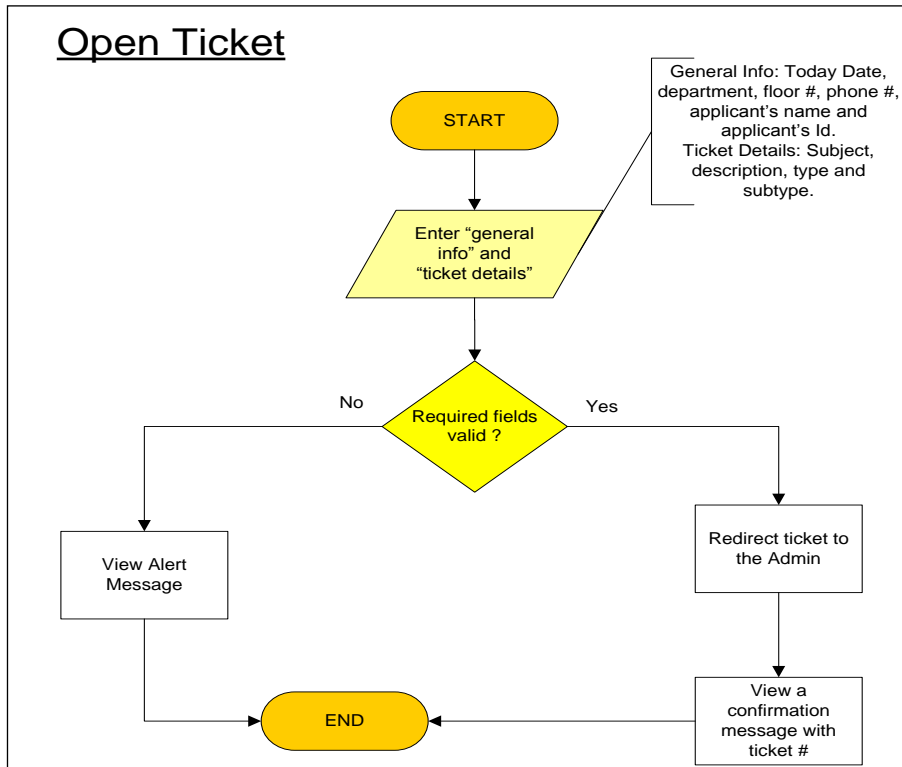 Open Ticket
General Info: Today Date,
department, floor #, phone #,
applicant's name and
applicant's Id.
Ticket Details: Subject,
description, type and
subtype.
START
Enter “general
info” and
“ticket details”
No
Required fields
valid ?
Yes
View Alert
Message
Redirect ticket to
the Admin
View a
confirmation
message with
ticket #
END